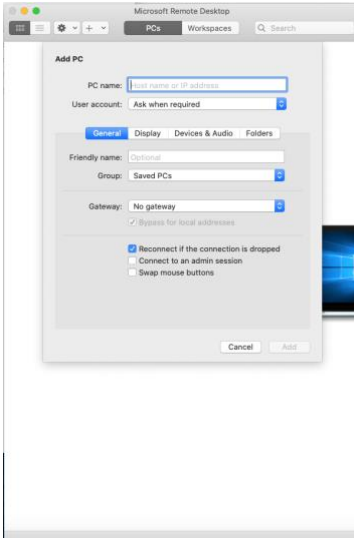 Microsoft Remote Desktop
PCs Workspaces Search
Add PC
PC name: Host name or IP address
User account: Ask when required
General Display Devices & Audio Folders
Friendly name: Optional
Group: Saved PCs
Gateway: No gateway
Bypass for local addresses
Reconnect if the connection is dropped
Connect to an admin session
Swap mouse buttons
Cancel Add